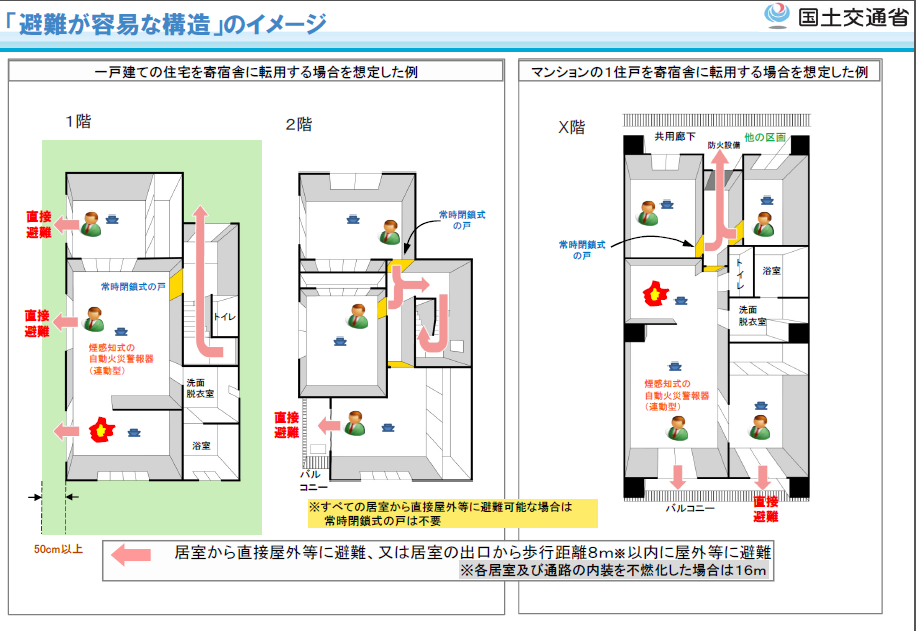 「避難が容易な構造」のイメージ
国土交通省
一戸建ての住宅を寄宿舎に転用する場合を想定した例
1階
2階
直接
避難
常時閉鎖式
の戸
常時閉鎖式の戸
直接
避難
トイレ
煙感知式の
自動火災警報器
(連動型)
洗面
脱衣室
浴室
直接
避難
バル
コニー
50cm以上
※すべての居室から直接屋外等に避難可能な場合は
常時閉鎖式の戸は不要
マンションの1住戸を寄宿舎に転用する場合を想定した例
X階
共用廊下
防火設備
他の区画
常時閉鎖式
の戸
トイレ
浴室
洗面
脱衣室
煙感知式の
自動火災警報器
(連動型)
バルコニー
直接
避難
居室から直接屋外等に避難、又は居室の出口から歩行距離8m※以内に屋外等に避難
※各居室及び通路の内装を不燃化した場合は16m